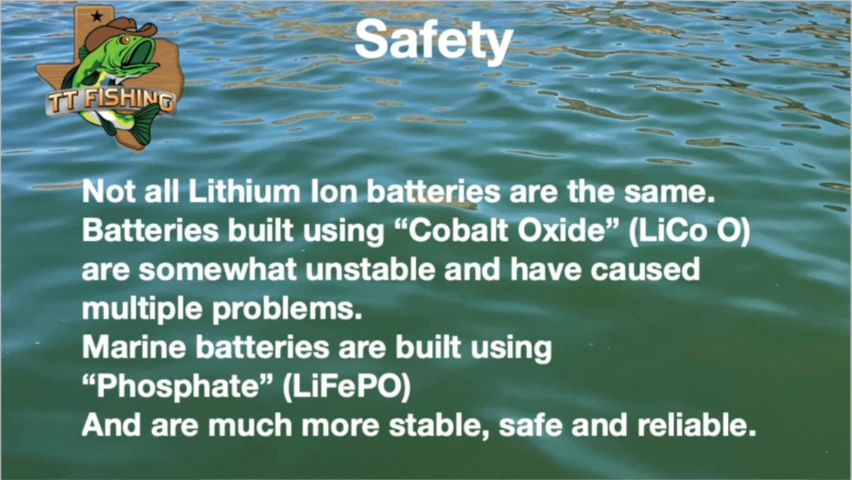 Safety
TT FISHING
Not all Lithium Ion batteries are the same.
Batteries built using “Cobalt Oxide” (LiCo O)
are somewhat unstable and have caused
multiple problems.
Marine batteries are built using
“Phosphate” (LiFePO)
And are much more stable, safe and reliable.